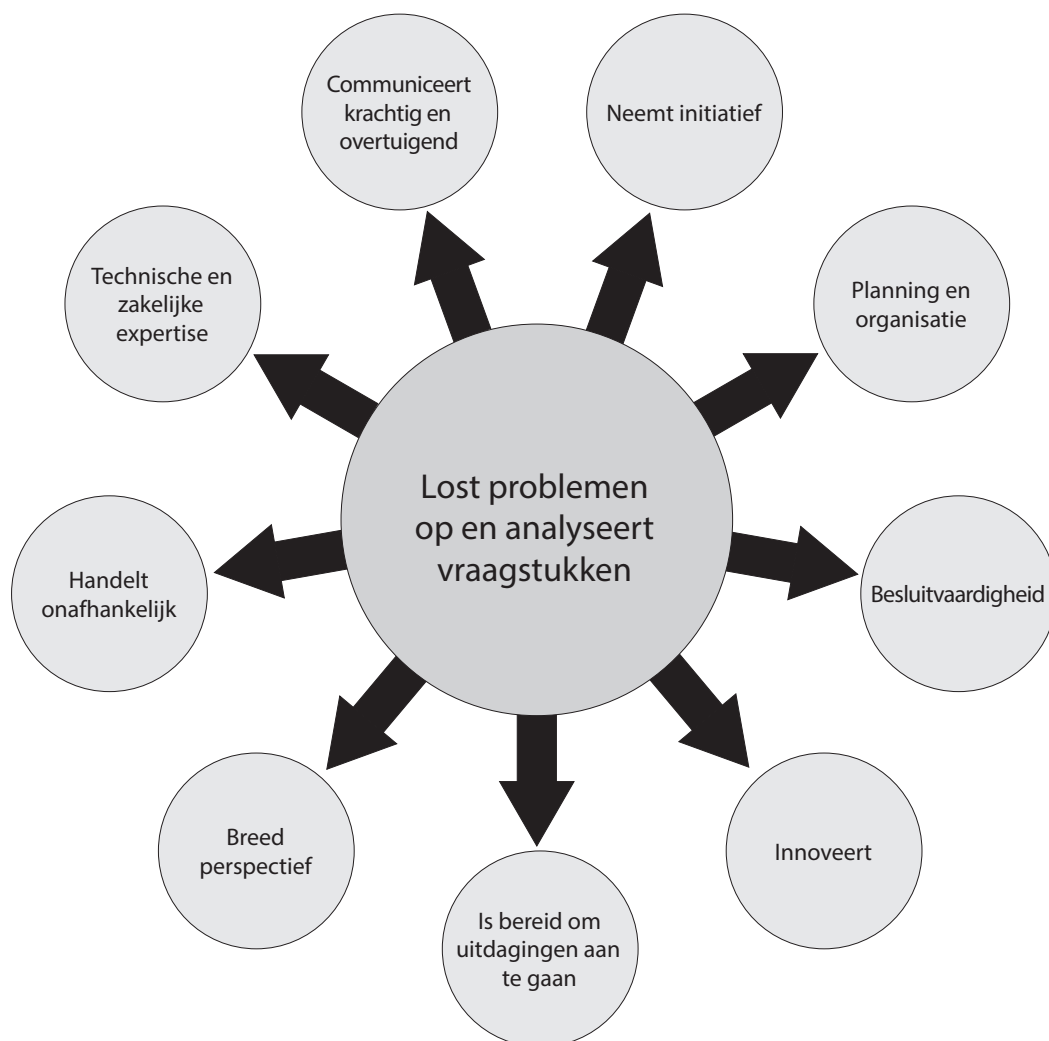 Communiceert
krachtig en
overtuigend
Neemt initiatief
Technische en
zakelijke
expertise
Planning en
organisatie
Lost problemen
op en analyseert
vraagstukken
Handelt
onafhankelijk
Besluitvaardigheid
Breed
perspectief
Innoveert
Is bereid om
uitdagingen aan
te gaan